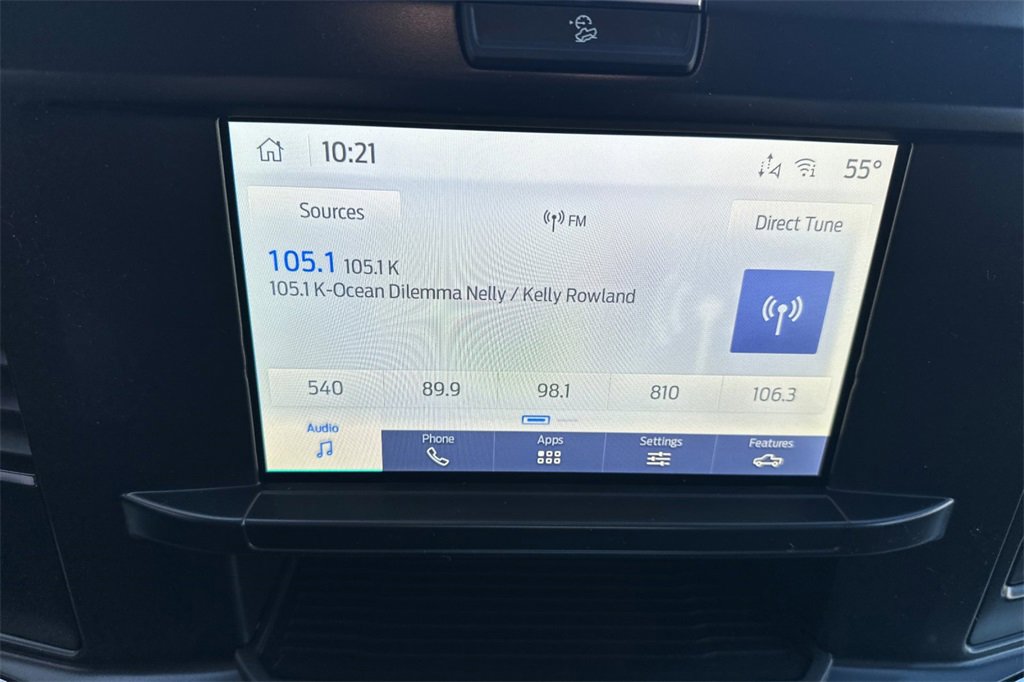 10:21
55°
Sources
FM
Direct Tune
105.1 105.1 K
105.1 K-Ocean Dilemma Nelly / Kelly Rowland
540 89.9 98.1 810 106.3
Audio Phone Apps Settings Features